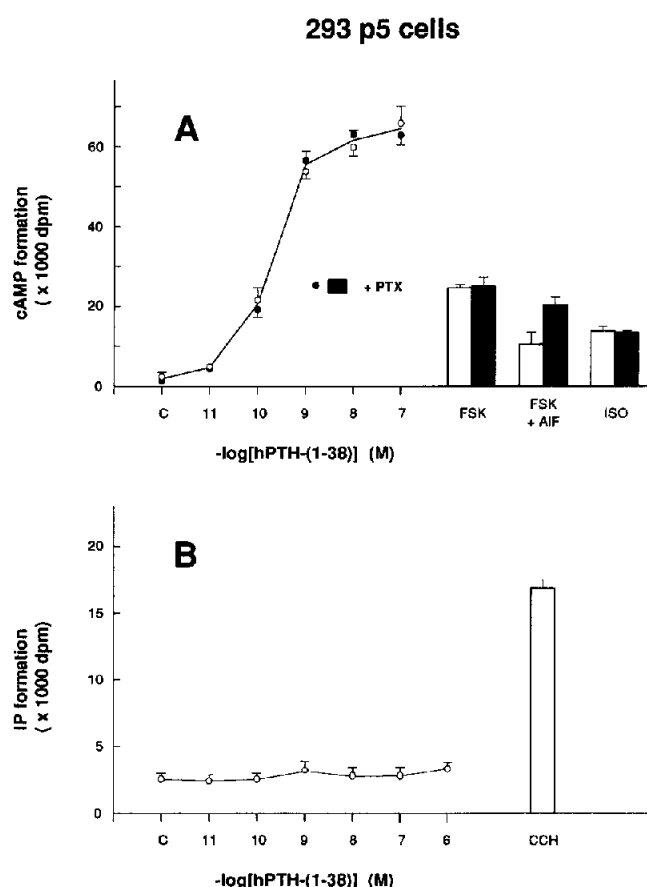 293 p5 cells
A
60
40
20
0
cAMP formation
( x 1000 dpm)
+ PTX
C 11 10 9 8 7 FSK FSK ISO
+ AlF
-log[hPTH-(1-38)] (M)
B
20
15
10
5
0
IP formation
( x 1000 dpm)
C 11 10 9 8 7 6 CCH
-log[hPTH-(1-38)] (M)